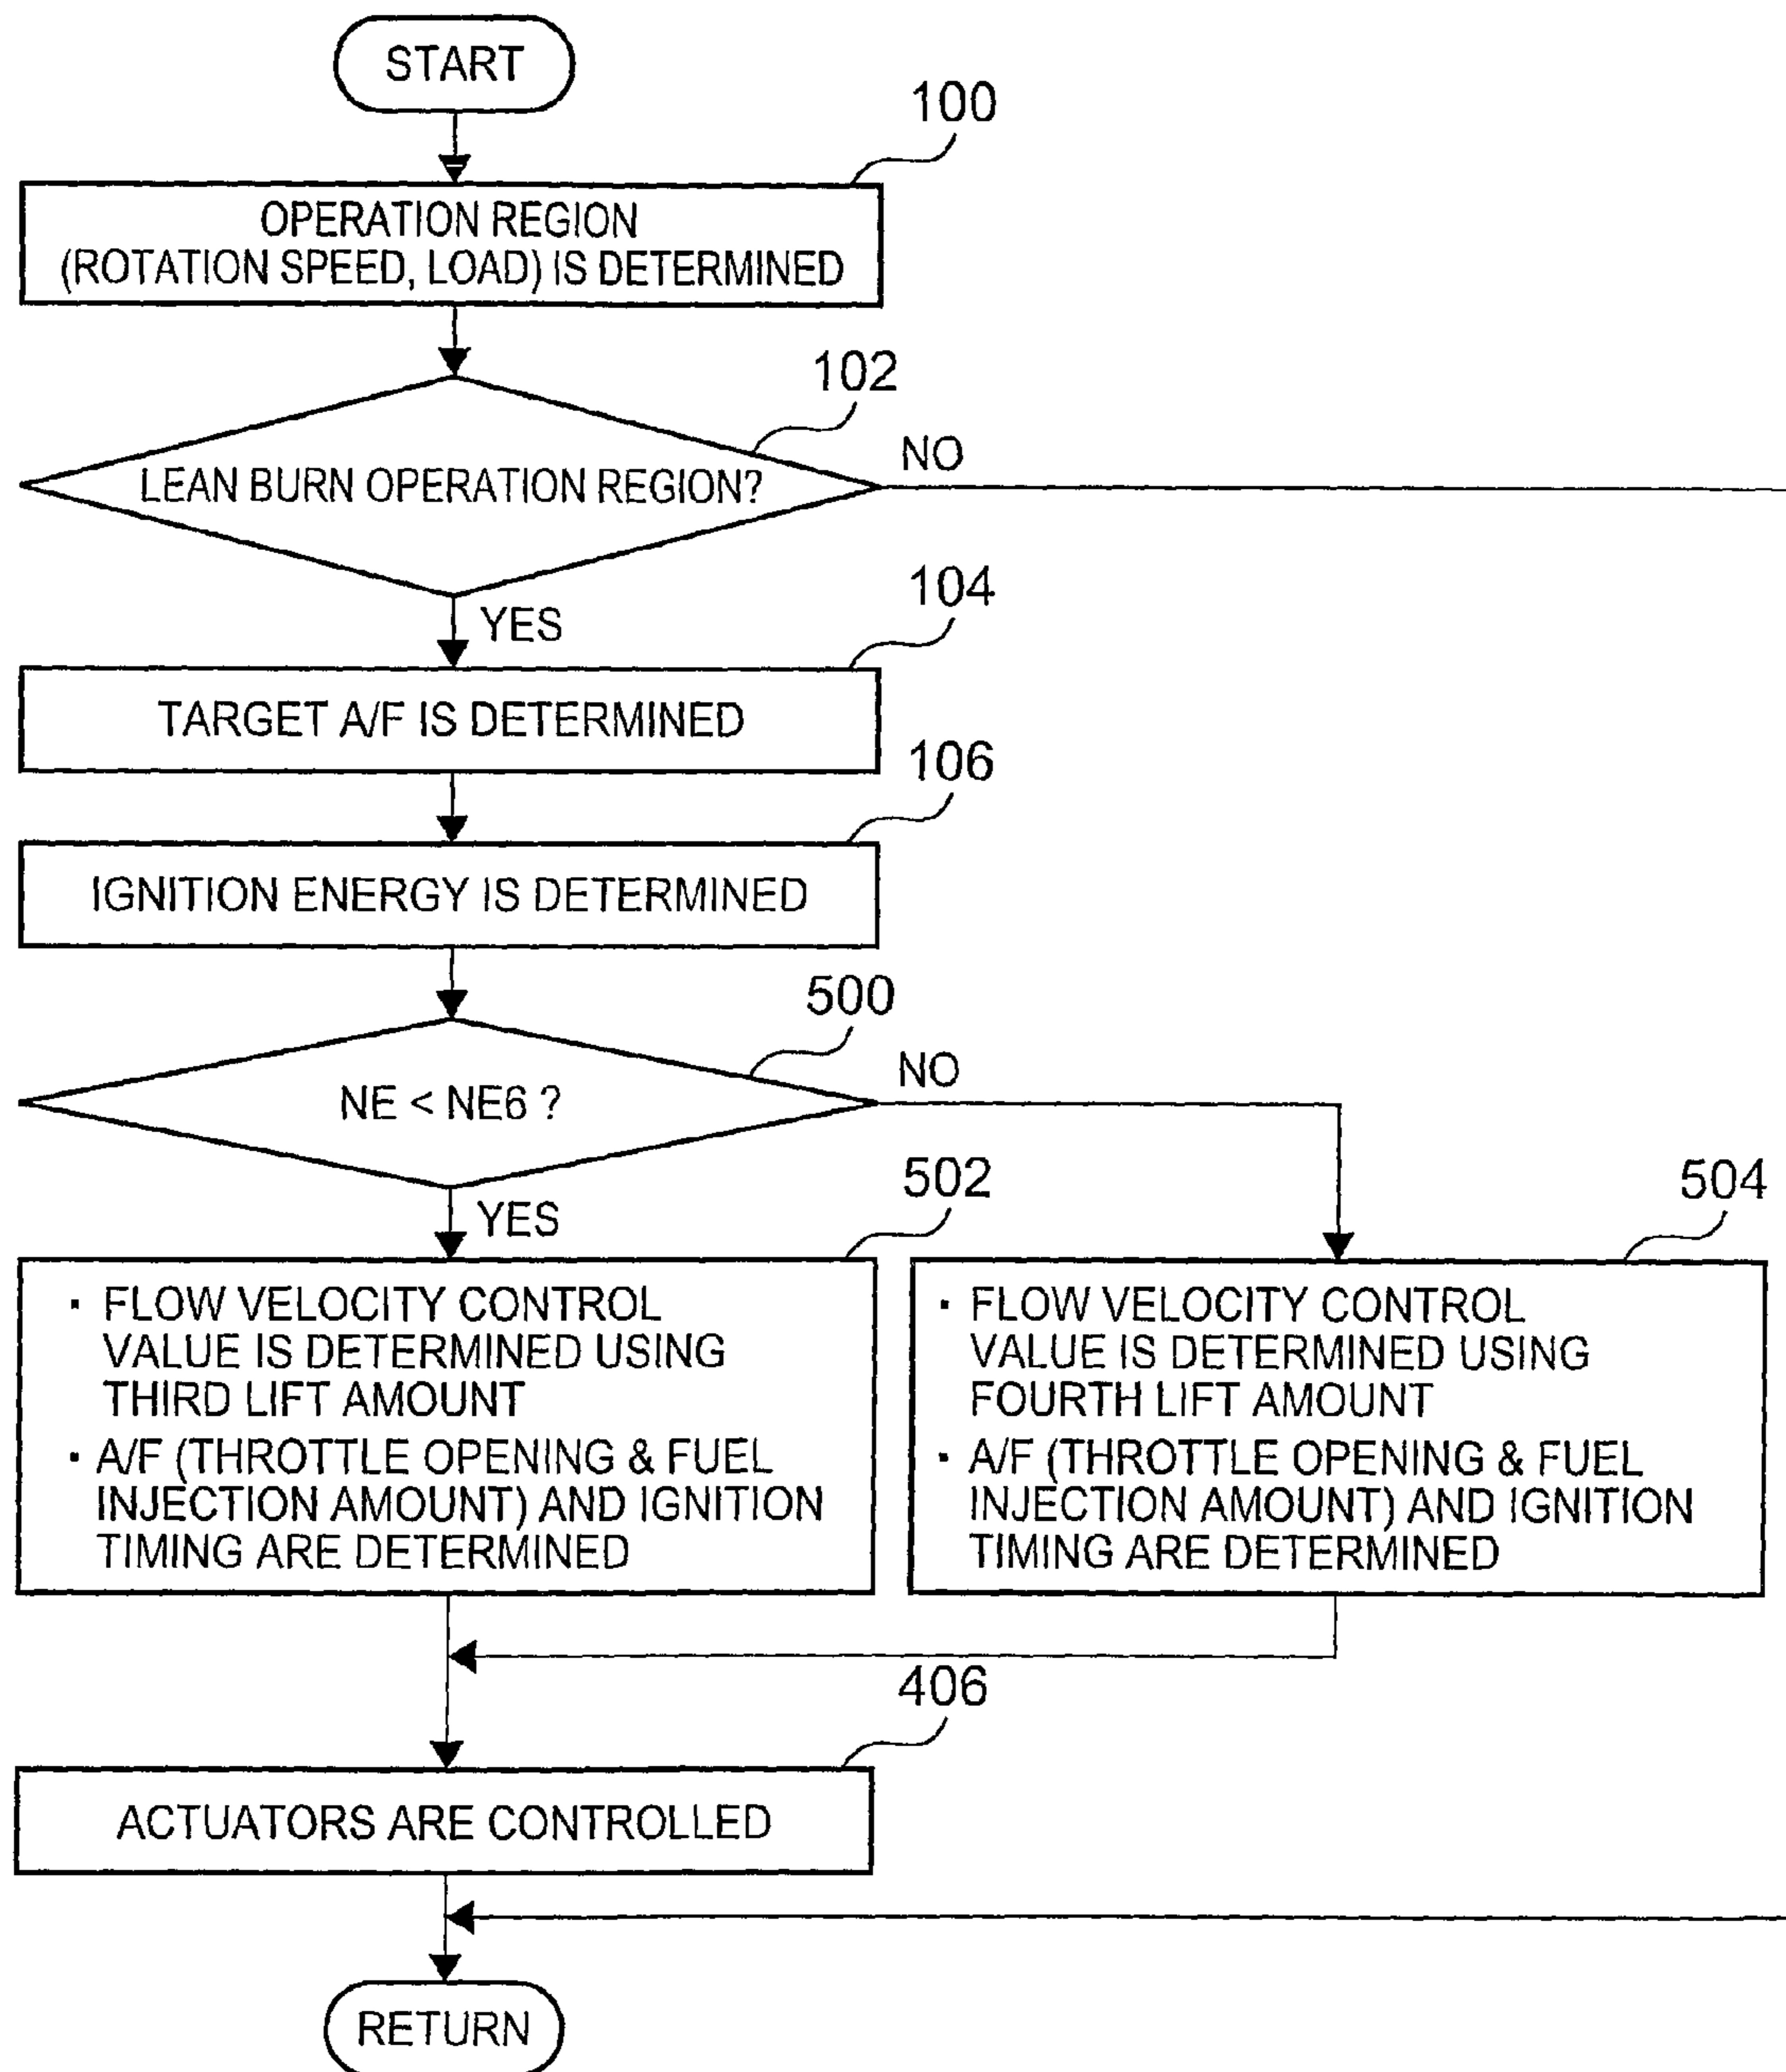 START
100
OPERATION REGION
(ROTATION SPEED, LOAD) IS DETERMINED
102
LEAN BURN OPERATION REGION?
NO
YES
104
TARGET A/F IS DETERMINED
106
IGNITION ENERGY IS DETERMINED
500
NE < NE6 ?
NO
YES
502
· FLOW VELOCITY CONTROL
VALUE IS DETERMINED USING
THIRD LIFT AMOUNT
· A/F (THROTTLE OPENING & FUEL
INJECTION AMOUNT) AND IGNITION
TIMING ARE DETERMINED
504
· FLOW VELOCITY CONTROL
VALUE IS DETERMINED USING
FOURTH LIFT AMOUNT
· A/F (THROTTLE OPENING & FUEL
INJECTION AMOUNT) AND IGNITION
TIMING ARE DETERMINED
406
ACTUATORS ARE CONTROLLED
RETURN